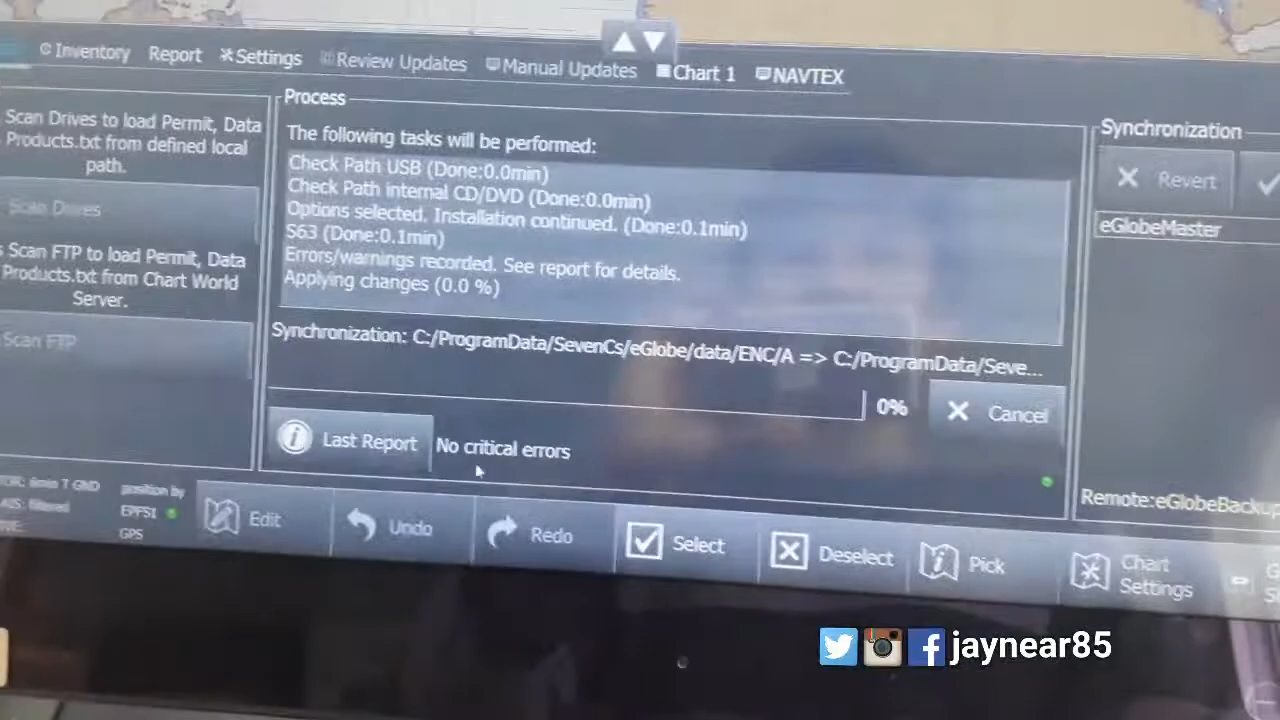 Inventory Report Settings Review Updates Manual Updates Chart 1 NAVTEX
Scan Drives to load Permit, Data
Products.txt from defined local
path.
Scan Drives
Scan FTP to load Permit, Data
Products.txt from Chart World
Server.
Scan FTP
Process
The following tasks will be performed:
Check Path USB (Done:0.0min)
Check Path internal CD/DVD (Done:0.0min)
Options selected. Installation continued. (Done:0.1min)
S63 (Done:0.1min)
Errors/warnings recorded. See report for details.
Applying changes (0.0 %)
Synchronization: C:/ProgramData/SevenCs/eGlobe/data/ENC/A => C:/ProgramData/Seve...
0%
Cancel
Last Report
No critical errors
Synchronization
Revert
eGlobeMaster
Remote:eGlobeBackup
6min T GND
position by
EPFS1
GPS
Edit
Undo
Redo
Select
Deselect
Pick
Chart
Settings
jaynear85